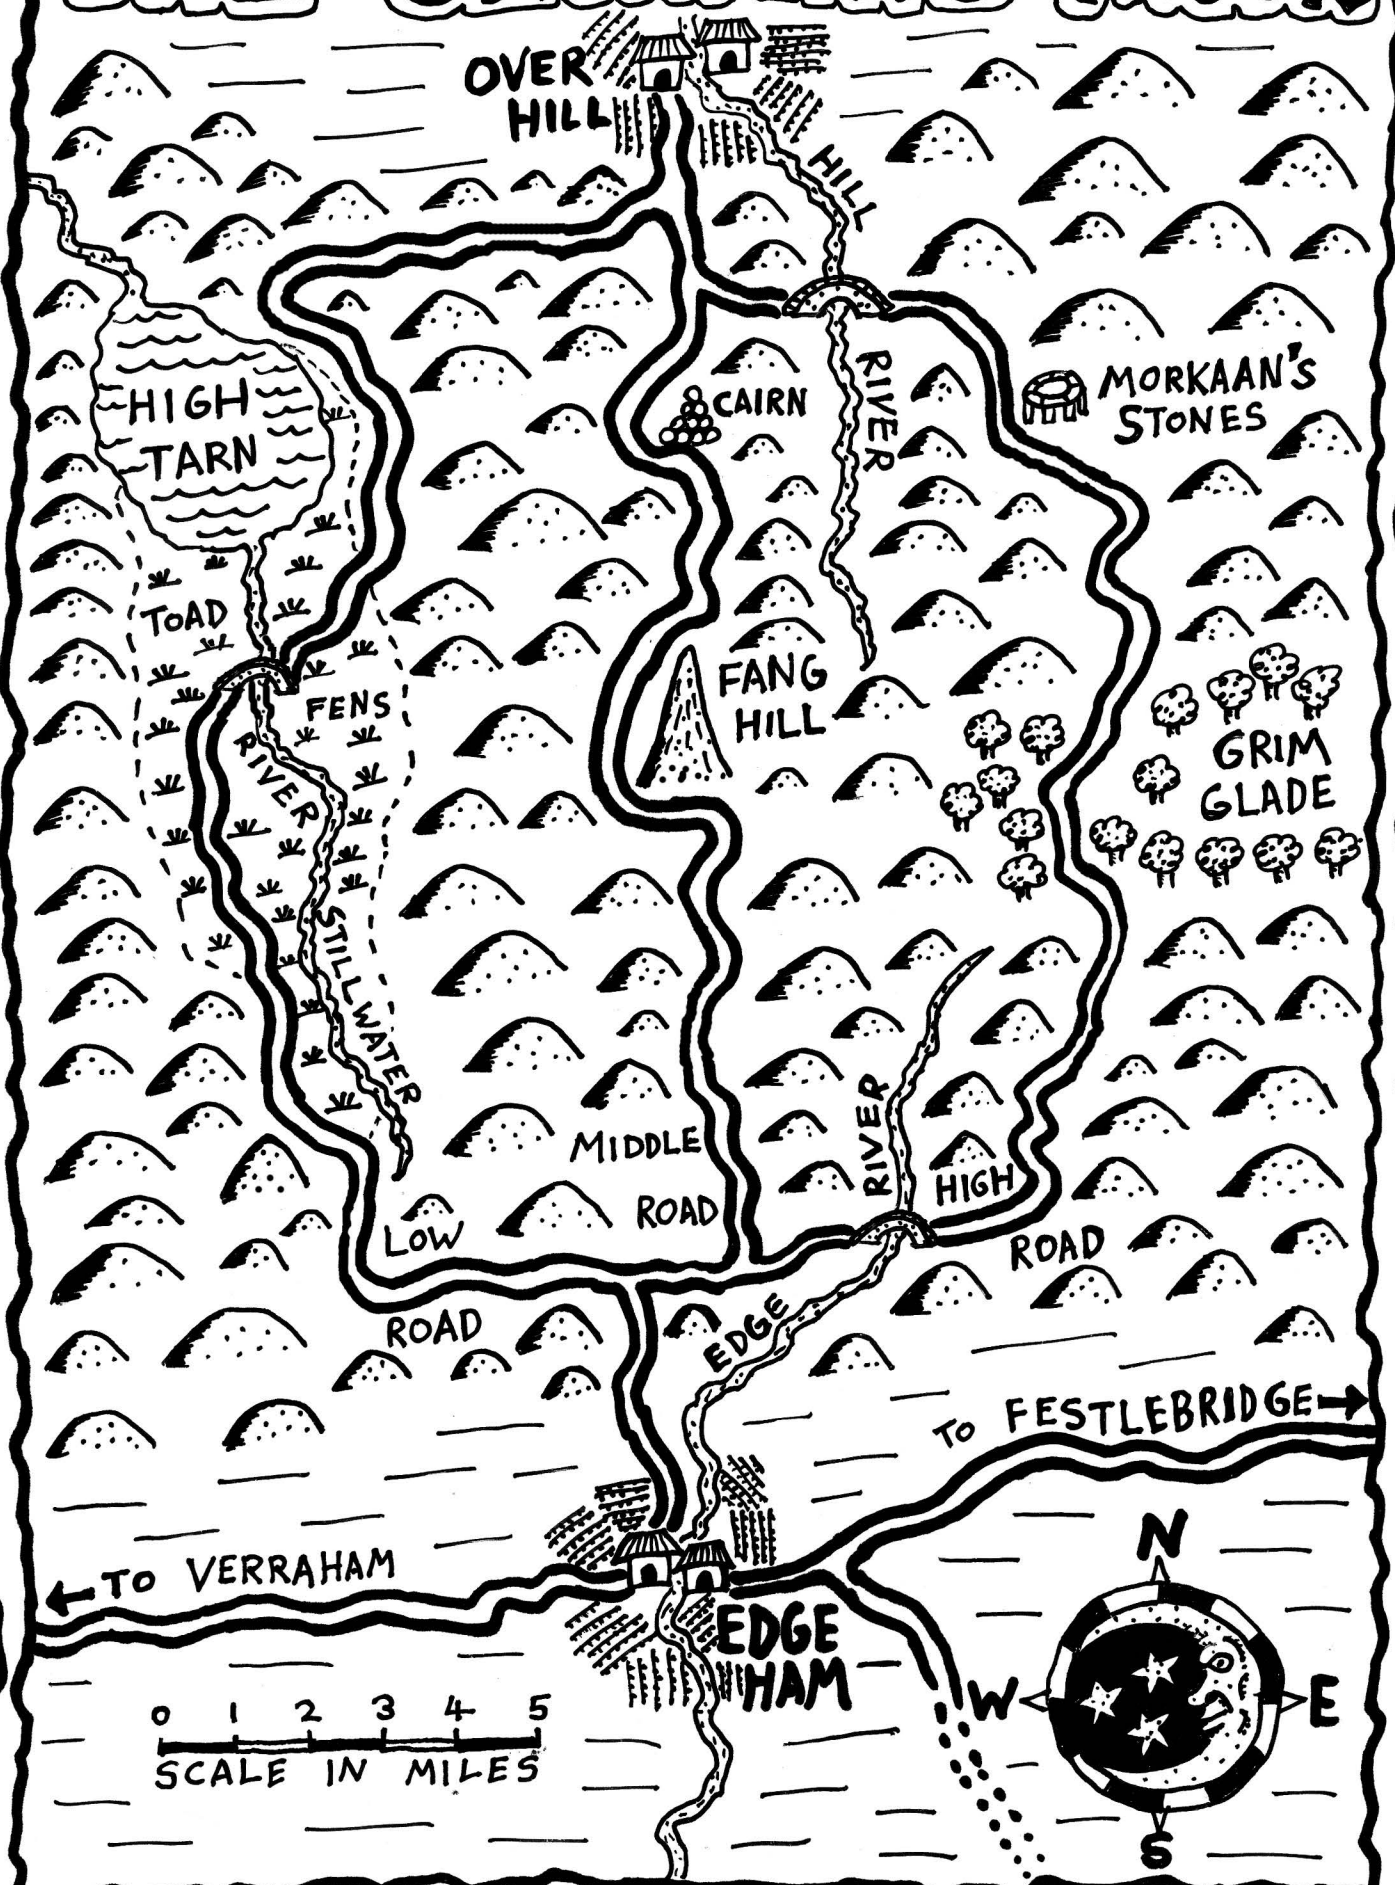 OVER
HILL
HILL
RIVER
HIGH
TARN
CAIRN
MORKAAN'S
STONES
TOAD
FENS
FANG
HILL
GRIM
GLADE
RIVER
STILLWATER
MIDDLE
ROAD
RIVER
EDGE
HIGH
ROAD
LOW
ROAD
TO FESTLEBRIDGE
TO VERRAHAM
EDGE
HAM
N
W E
S
0 1 2 3 4 5
SCALE IN MILES